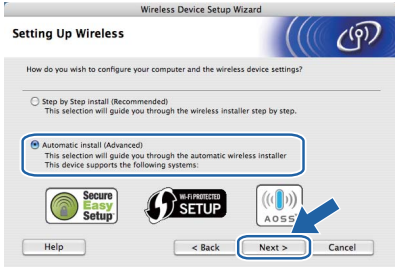 Wireless Device Setup Wizard
Setting Up Wireless
How do you wish to configure your computer and the wireless device settings?
Step by Step install (Recommended)
This selection will guide you through the wireless installer step by step.
Automatic install (Advanced)
This selection will guide you through the automatic wireless installer
This device supports the following systems:
Secure
Easy
Setup
Wi-Fi PROTECTED
SETUP
AOSS
Help
< Back
Next >
Cancel